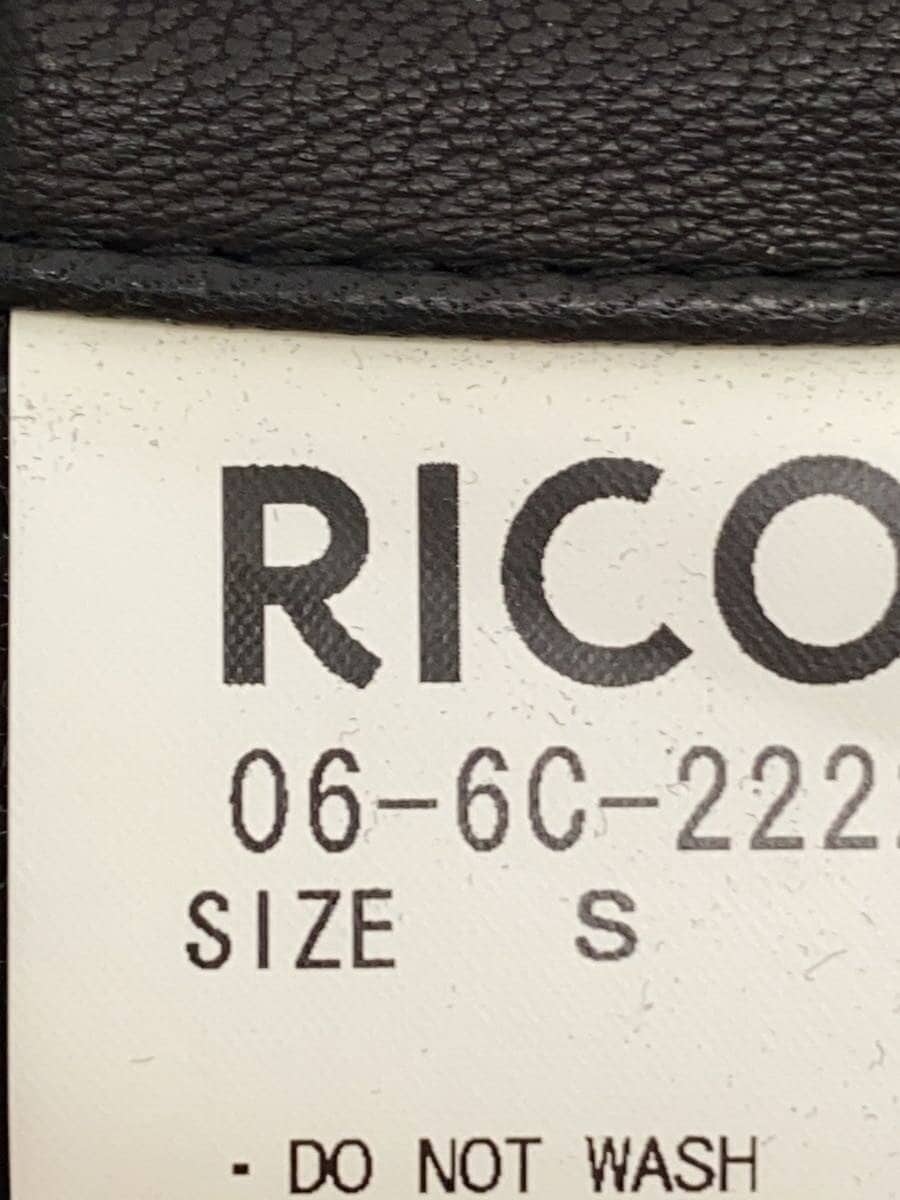 RICO
06-6C-222
SIZE S
- DO NOT WASH